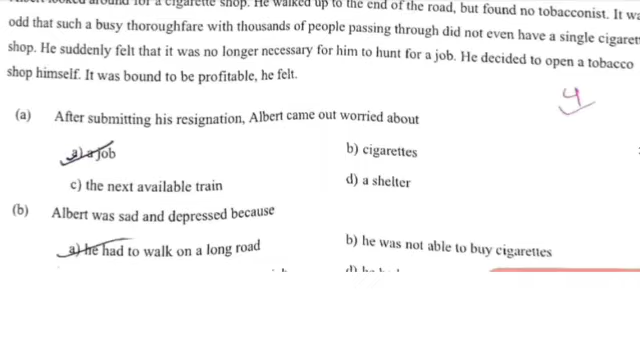 looked around for a cigarette shop. He walked up to the end of the road, but found no tobacconist. It
odd that such a busy thoroughfare with thousands of people passing through did not even have a single
shop. He suddenly felt that it was no longer necessary for him to hunt for a job. He decided to open a tobacco
shop himself. It was bound to be profitable, he felt.
4
(a) After submitting his resignation, Albert came out worried about
a) a job b) cigarettes
c) the next available train d) a shelter
(b) Albert was sad and depressed because
a) he had to walk on a long road b) he was not able to buy cigarettes